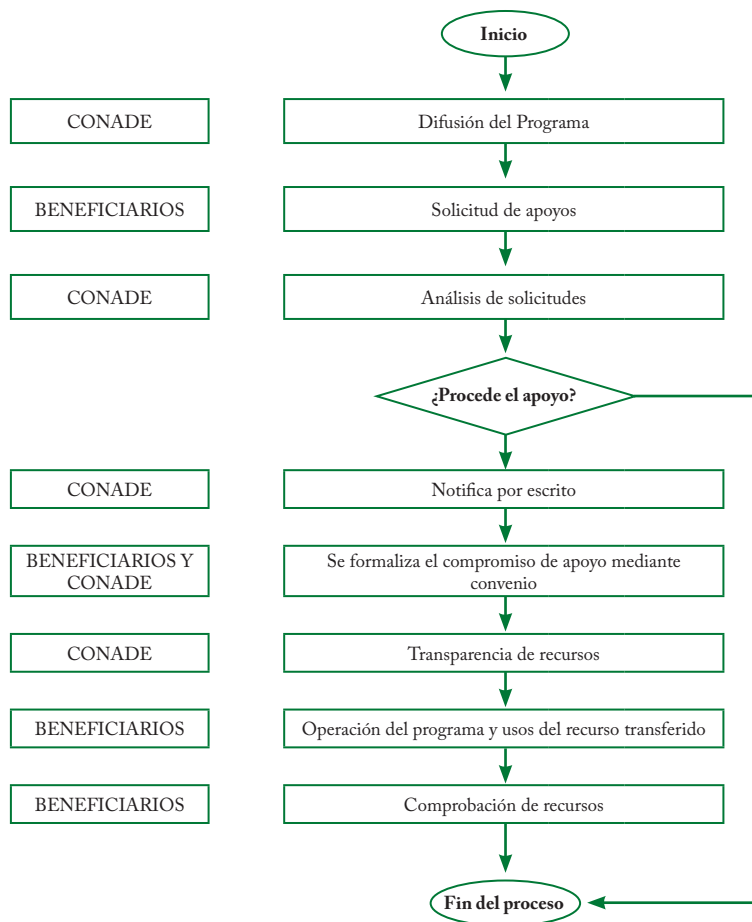 Inicio
CONADE
Difusión del Programa
BENEFICIARIOS
Solicitud de apoyos
CONADE
Análisis de solicitudes
¿Procede el apoyo?
CONADE
Notifica por escrito
BENEFICIARIOS Y
CONADE
Se formaliza el compromiso de apoyo mediante
convenio
CONADE
Transparencia de recursos
BENEFICIARIOS
Operación del programa y usos del recurso transferido
BENEFICIARIOS
Comprobación de recursos
Fin del proceso